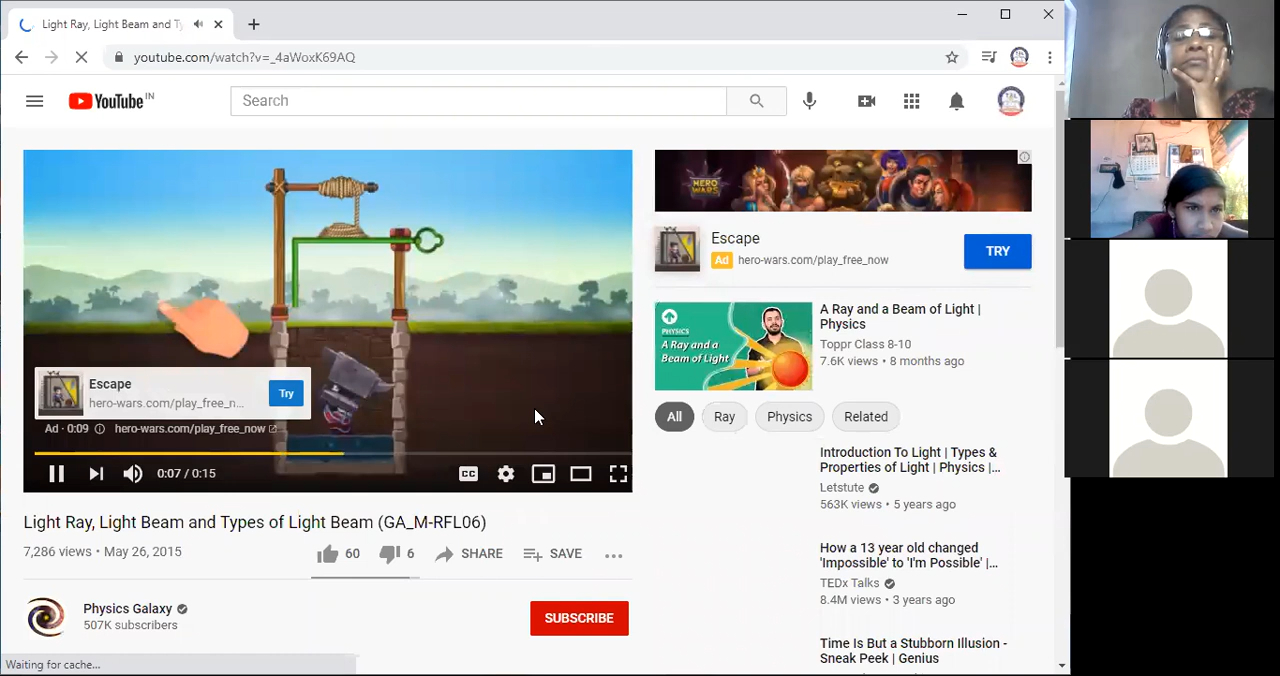 Light Ray, Light Beam and Ty
youtube.com/watch?v=_4aWoxK69AQ
YouTube IN
Search
Escape
hero-wars.com/play_free_n...
Try
Ad · 0:09 hero-wars.com/play_free_now
0:07 / 0:15
CC
Light Ray, Light Beam and Types of Light Beam (GA_M-RFL06)
7,286 views • May 26, 2015
60
6
SHARE
SAVE
Physics Galaxy
507K subscribers
SUBSCRIBE
Waiting for cache...
HERO WARS
Escape
Ad hero-wars.com/play_free_now
TRY
PHYSICS
A Ray and a
Beam of Light
A Ray and a Beam of Light |
Physics
Toppr Class 8-10
7.6K views • 8 months ago
All
Ray
Physics
Related
Introduction To Light | Types &
Properties of Light | Physics |...
Letstute
563K views • 5 years ago
How a 13 year old changed
'Impossible' to 'I'm Possible' |...
TEDx Talks
8.4M views • 3 years ago
Time Is But a Stubborn Illusion -
Sneak Peek | Genius